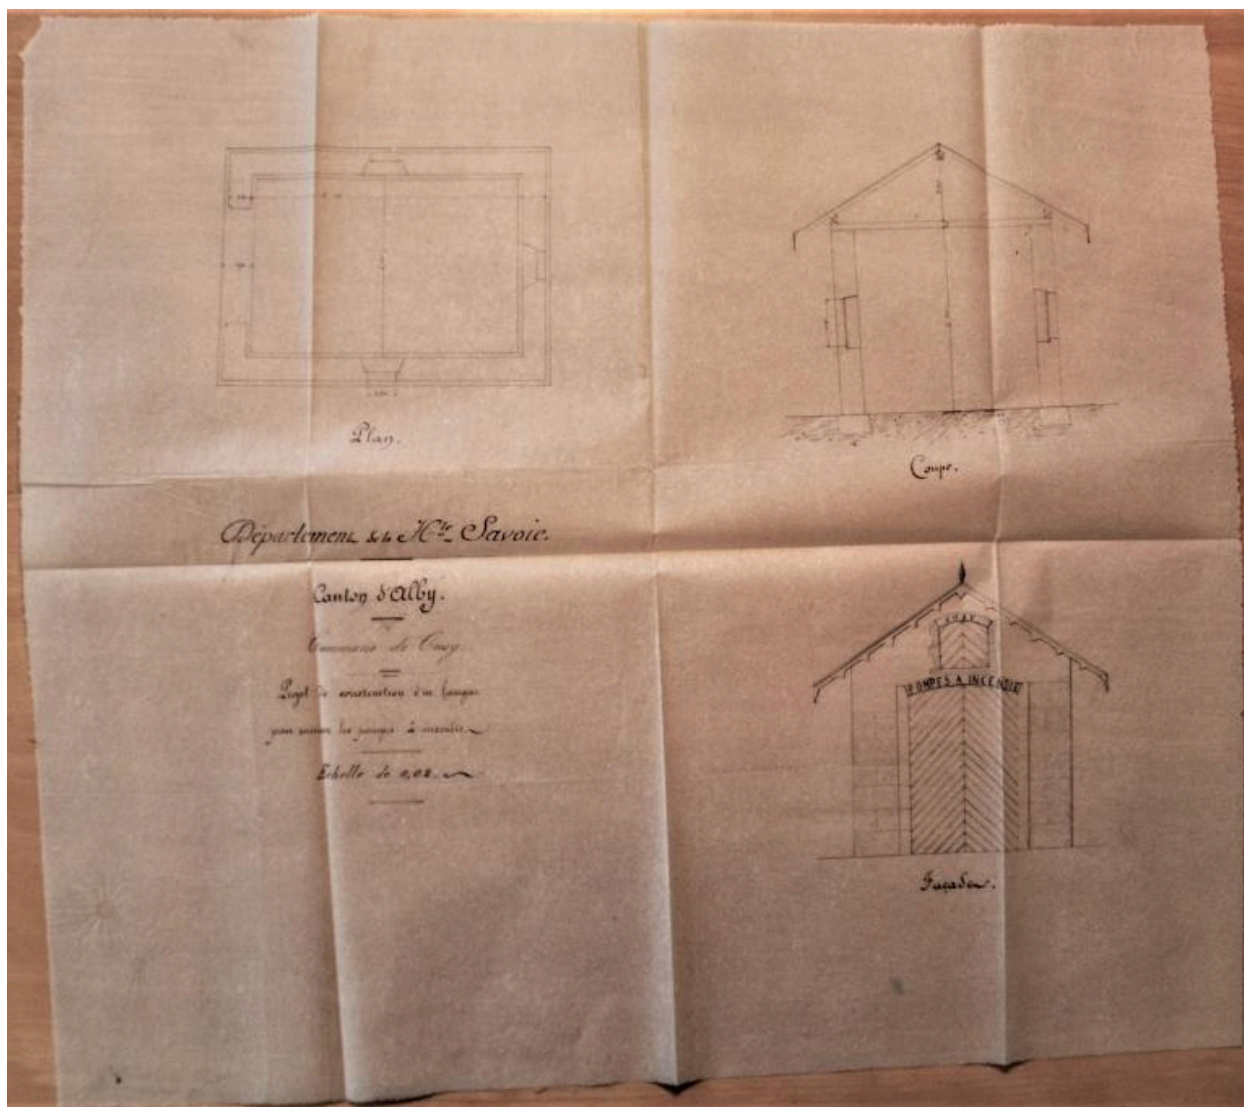 Plan.
Coupe.
Département de la Hte Savoie.
Canton d'Alby.
Commune de Cusy.
Projet de construction d'un hangar
pour remiser les pompes à incendie
Echelle de 0,02.
CUSY
POMPES A INCENDIE
Façade.